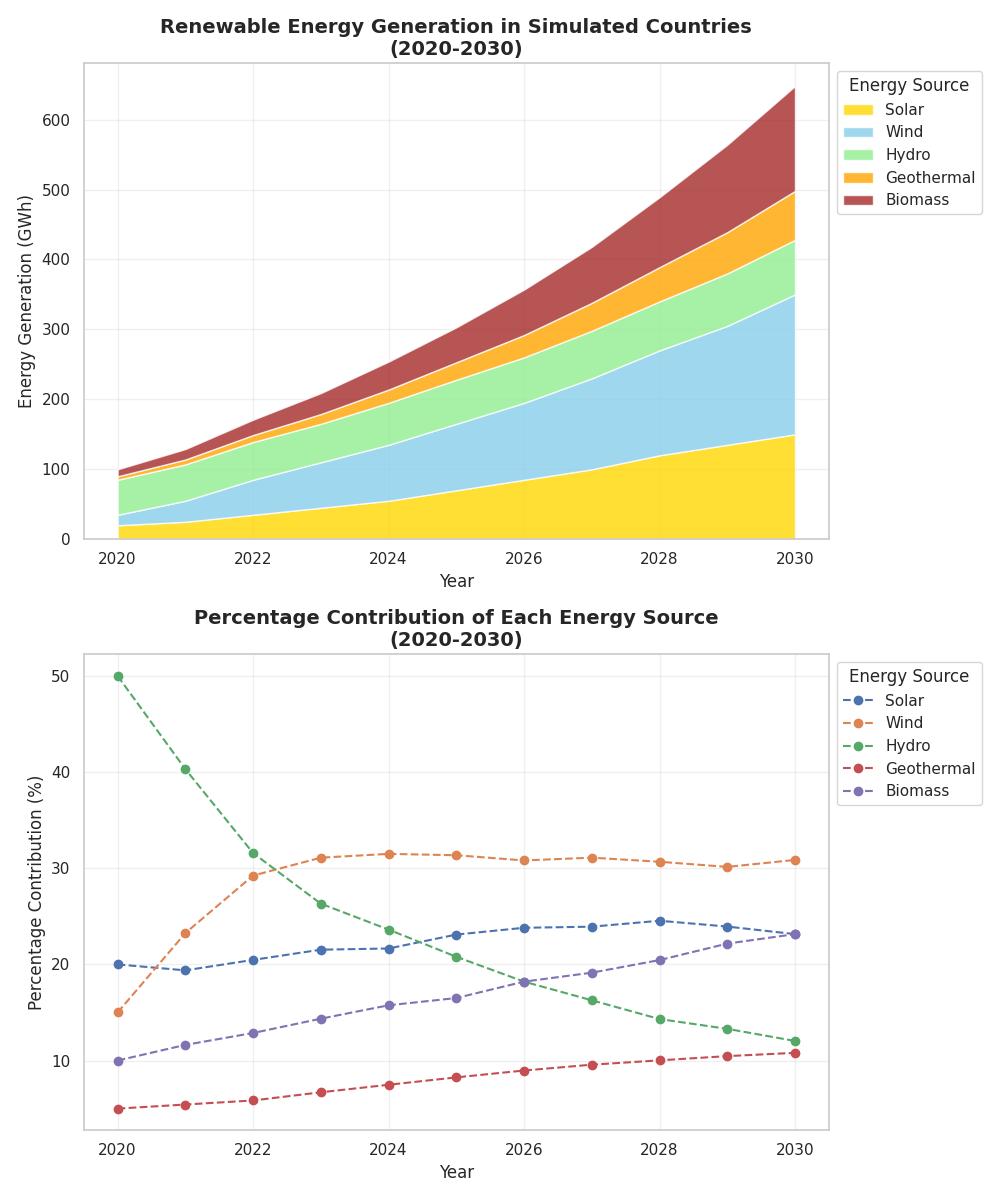 Renewable Energy Generation in Simulated Countries
(2020-2030)
Energy Generation (GWh)
600
500
400
300
200
100
0
2020
2022
2024
2026
2028
2030
Year
Energy Source
Solar
Wind
Hydro
Geothermal
Biomass
Percentage Contribution of Each Energy Source
(2020-2030)
Percentage Contribution (%)
50
40
30
20
10
2020
2022
2024
2026
2028
2030
Year
Energy Source
Solar
Wind
Hydro
Geothermal
Biomass